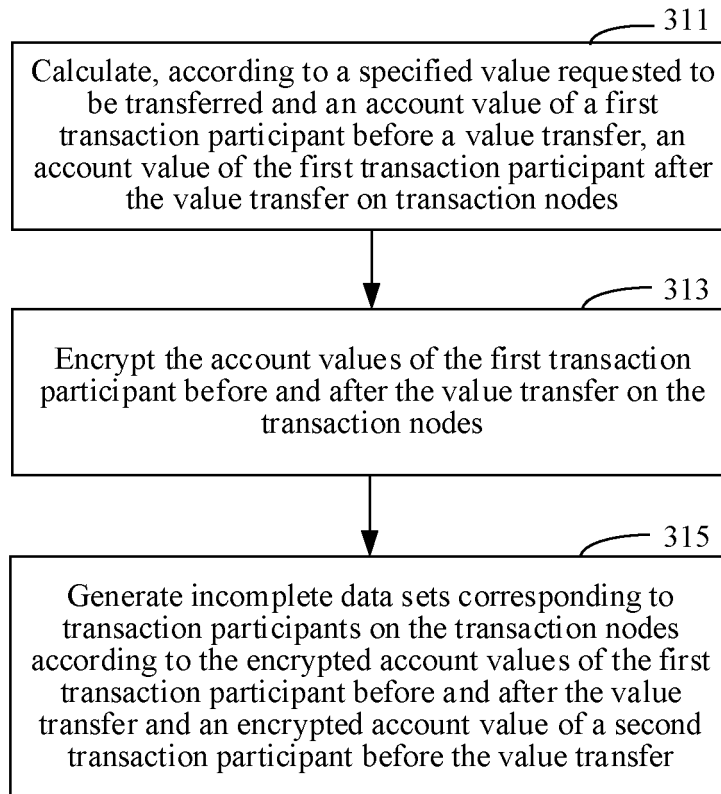 311
Calculate, according to a specified value requested to
be transferred and an account value of a first
transaction participant before a value transfer, an
account value of the first transaction participant after
the value transfer on transaction nodes
313
Encrypt the account values of the first transaction
participant before and after the value transfer on the
transaction nodes
315
Generate incomplete data sets corresponding to
transaction participants on the transaction nodes
according to the encrypted account values of the first
transaction participant before and after the value
transfer and an encrypted account value of a second
transaction participant before the value transfer